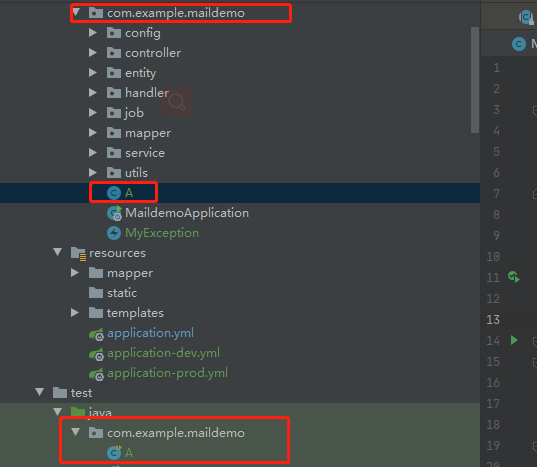 com.example.maildemo
config
controller
entity
handler
job
mapper
service
utils
A
MaildemoApplication
MyException
resources
mapper
static
templates
application.yml
application-dev.yml
application-prod.yml
test
java
com.example.maildemo
A
M
1
2
3
4
5
6
7
8
9
10
11
12
13
14
15
16
17
18
19
20